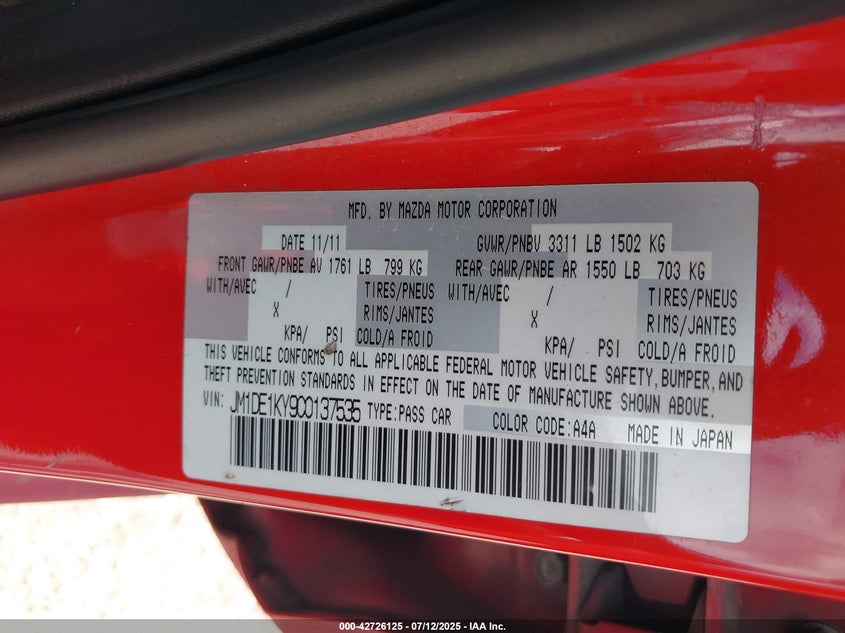 MFD. BY MAZDA MOTOR CORPORATION
DATE 11/11 GVWR/PNBV 3311 LB 1502 KG
FRONT GAWR/PNBE AV 1761 LB 799 KG REAR GAWR/PNBE AR 1550 LB 703 KG
WITH/AVEC / TIRES/PNEUS WITH/AVEC / TIRES/PNEUS
X RIMS/JANTES X RIMS/JANTES
KPA/ PSI COLD/A FROID KPA/ PSI COLD/A FROID
THIS VEHICLE CONFORMS TO ALL APPLICABLE FEDERAL MOTOR VEHICLE SAFETY, BUMPER, AND
THEFT PREVENTION STANDARDS IN EFFECT ON THE DATE OF MANUFACTURE SHOWN ABOVE.
VIN: JM1DE1KY9C0137535 TYPE:PASS CAR COLOR CODE:A4A MADE IN JAPAN
000-42726125 - 07/12/2025 - IAA Inc.